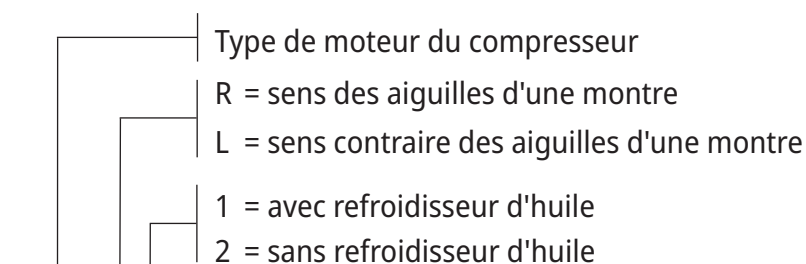 Type de moteur du compresseur
R = sens des aiguilles d'une montre
L = sens contraire des aiguilles d'une montre
1 = avec refroidisseur d'huile
2 = sans refroidisseur d'huile